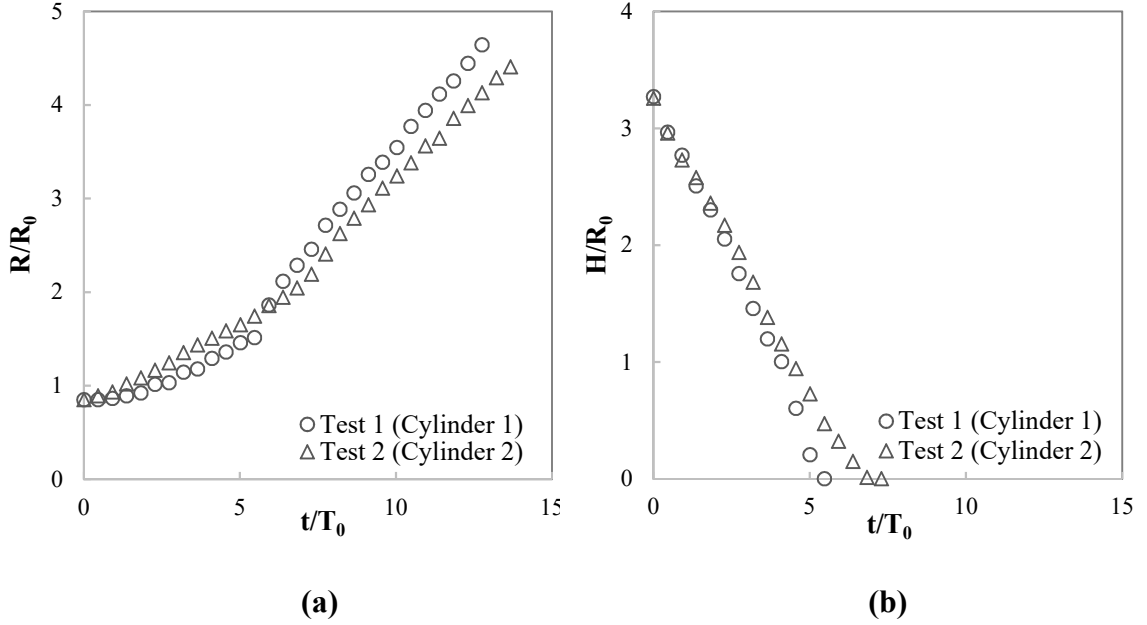 5
4
3
2
1
0
R/R0
Test 1 (Cylinder 1)
Test 2 (Cylinder 2)
0 5 10 15
t/T0
(a)
4
3
2
1
0
H/R0
Test 1 (Cylinder 1)
Test 2 (Cylinder 2)
0 5 10 15
t/T0
(b)